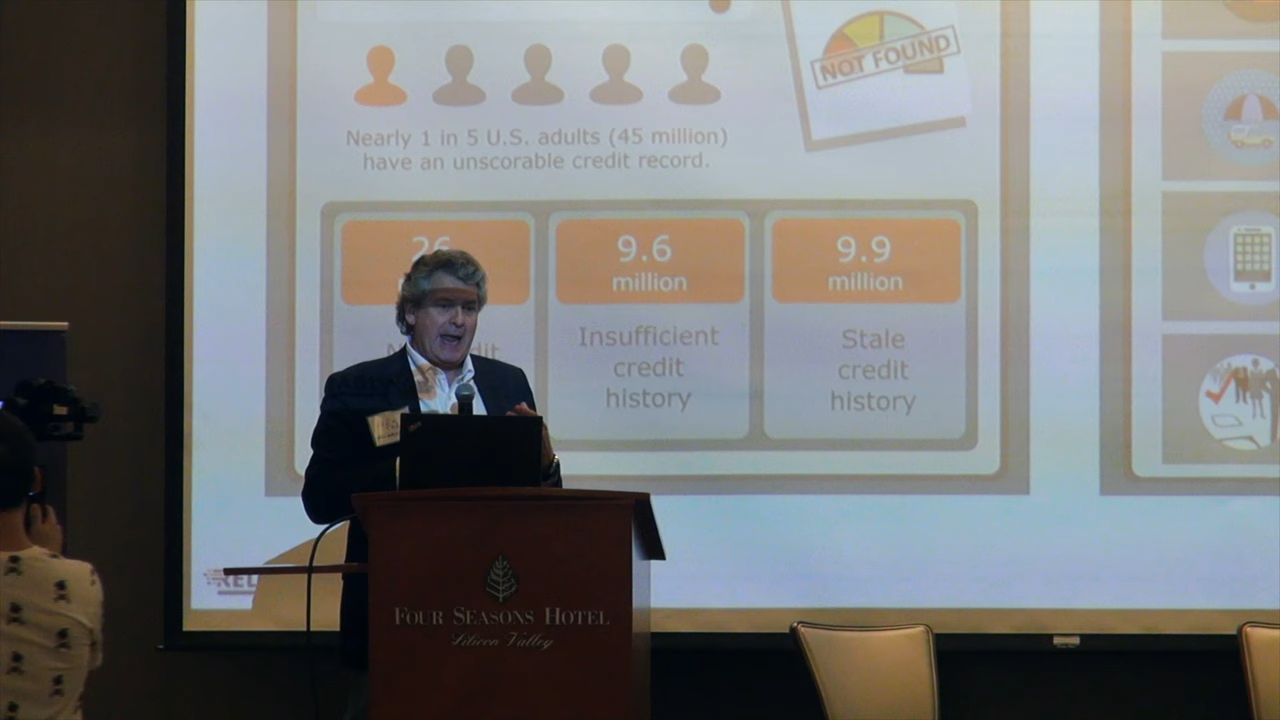 NOT FOUND
Nearly 1 in 5 U.S. adults (45 million)
have an unscorable credit record.
26
9.6
million
9.9
million
Insufficient
credit
history
Stale
credit
history
FOUR SEASONS HOTEL
Silicon Valley